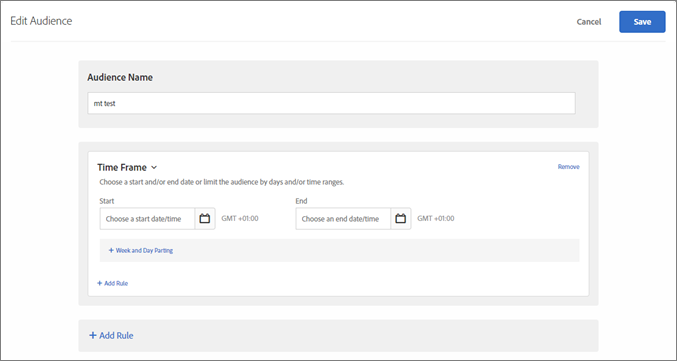 Edit Audience
Cancel
Save
Audience Name
mt test
Time Frame
Remove
Choose a start and/or end date or limit the audience by days and/or time ranges.
Start
End
Choose a start date/time
GMT +01:00
Choose an end date/time
GMT +01:00
+ Week and Day Parting
+ Add Rule
+ Add Rule